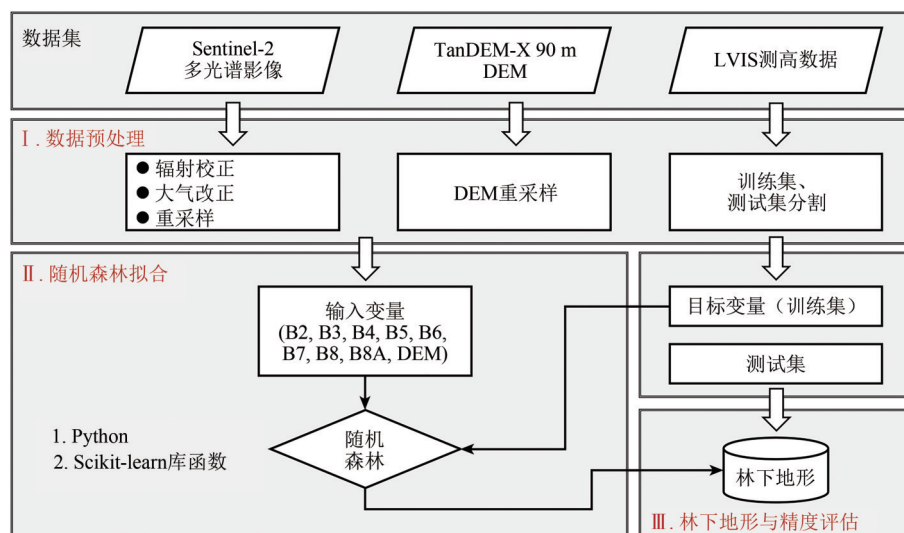 数据集
Sentinel-2
多光谱影像
TanDEM-X 90 m
DEM
LVIS测高数据
Ⅰ. 数据预处理
● 辐射校正
● 大气改正
● 重采样
DEM重采样
训练集、
测试集分割
Ⅱ. 随机森林拟合
输入变量
(B2, B3, B4, B5, B6,
B7, B8, B8A, DEM)
目标变量（训练集）
测试集
1. Python
2. Scikit-learn库函数
随机
森林
林下地形
Ⅲ. 林下地形与精度评估